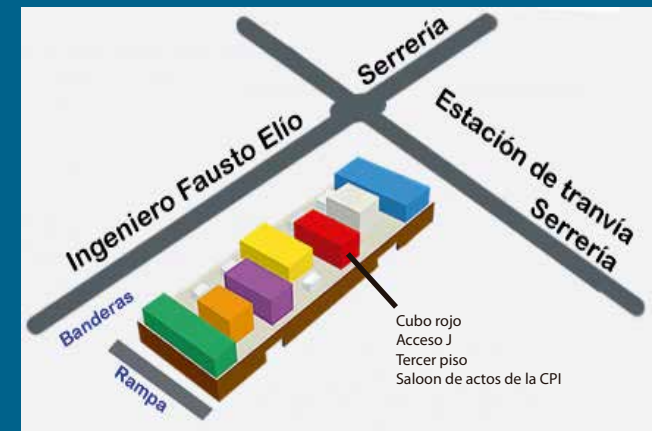 Serrería
Ingeniero Fausto Elío
Estación de tranvía
Serrería
Banderas
Rampa
Cubo rojo
Acceso J
Tercer piso
Saloon de actos de la CPI